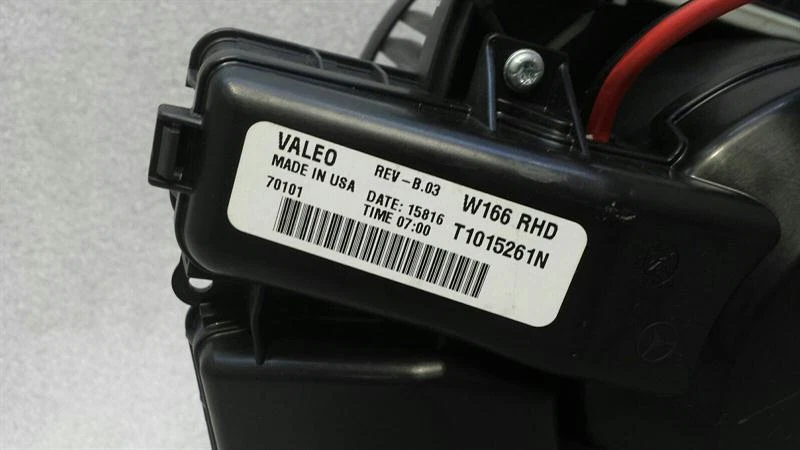 VALEO REV-B.03 W166 RHD
MADE IN USA DATE: 15816 T1015261N
70101 TIME 07:00